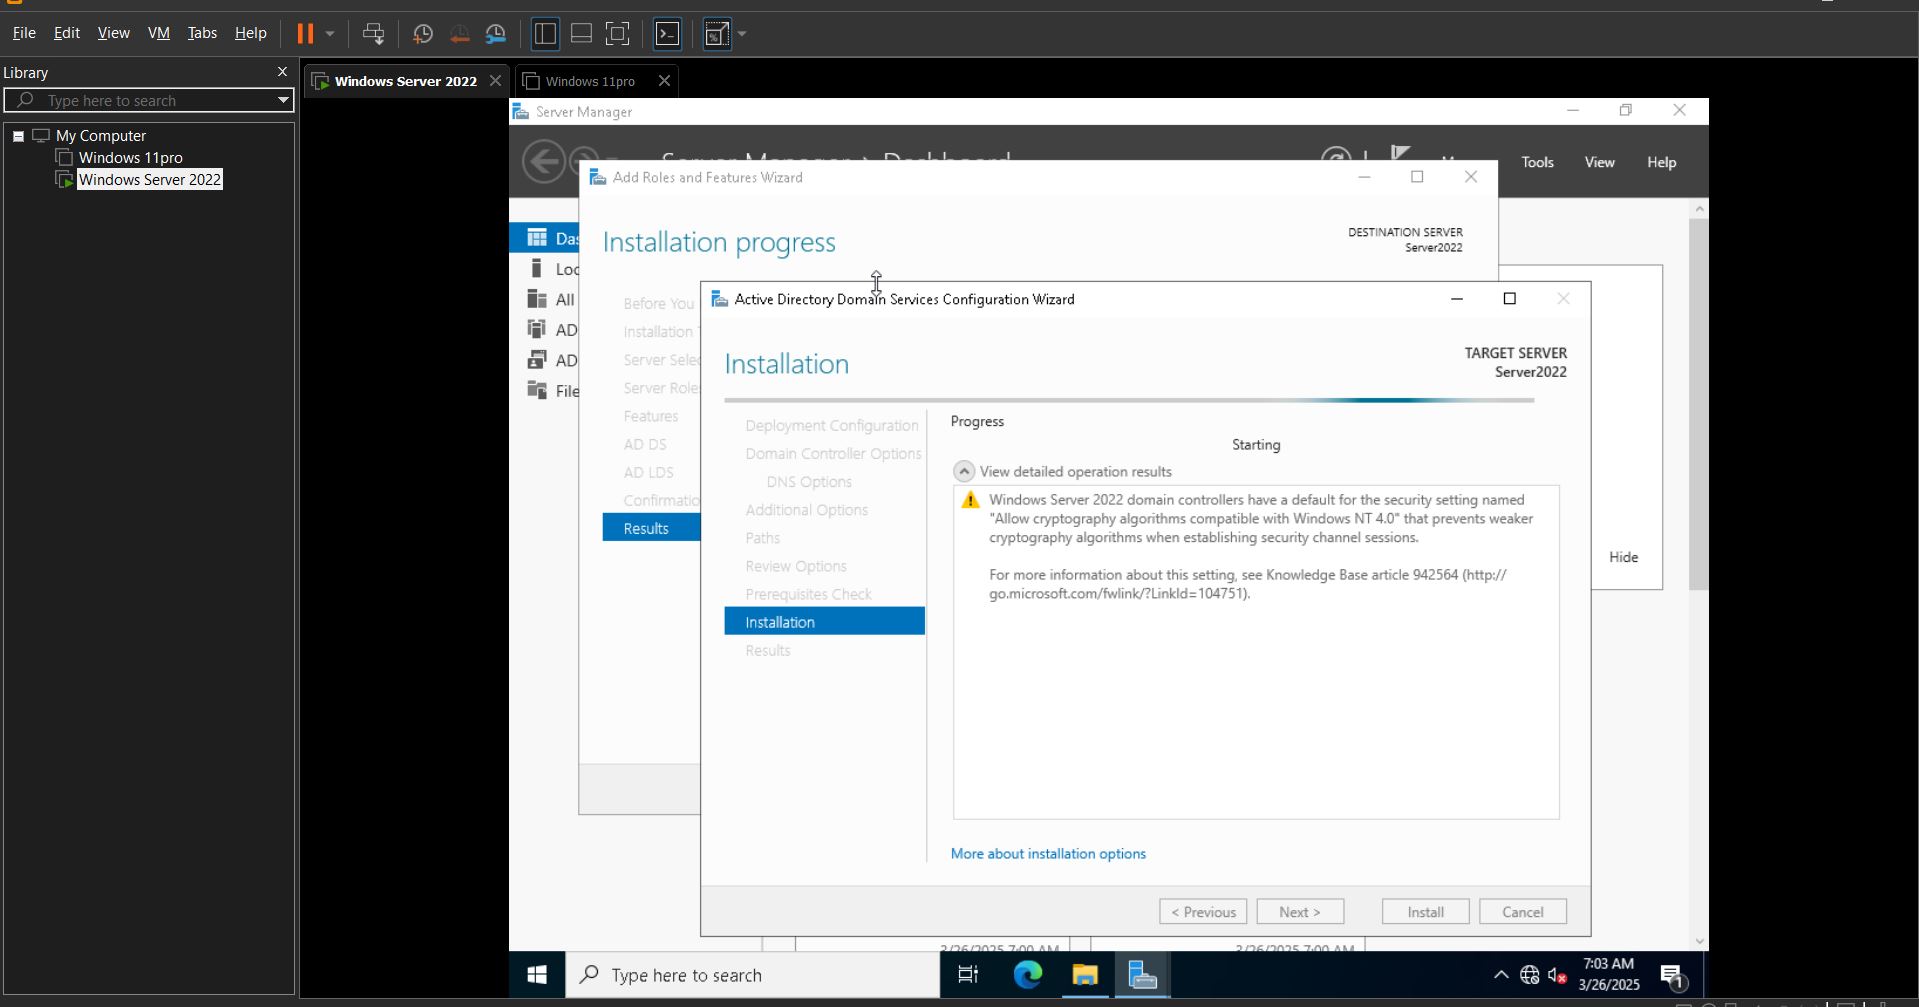 File Edit View VM Tabs Help
Library
Type here to search
My Computer
Windows 11pro
Windows Server 2022
Windows Server 2022
Windows 11pro
Server Manager
Server Manager Dashboard
Tools View Help
Add Roles and Features Wizard
Installation progress
DESTINATION SERVER
Server2022
Das
Loc
All
AD
AD
File
Before You
Installation T
Server Selec
Server Roles
Features
AD DS
AD LDS
Confirmatio
Results
Hide
Active Directory Domain Services Configuration Wizard
Installation
TARGET SERVER
Server2022
Deployment Configuration
Domain Controller Options
DNS Options
Additional Options
Paths
Review Options
Prerequisites Check
Installation
Results
Progress
Starting
View detailed operation results
Windows Server 2022 domain controllers have a default for the security setting named
"Allow cryptography algorithms compatible with Windows NT 4.0" that prevents weaker
cryptography algorithms when establishing security channel sessions.
For more information about this setting, see Knowledge Base article 942564 (http://
go.microsoft.com/fwlink/?LinkId=104751).
More about installation options
< Previous Next > Install Cancel
3/26/2025 7:00 AM 3/26/2025 7:00 AM
Type here to search
7:03 AM
3/26/2025
1